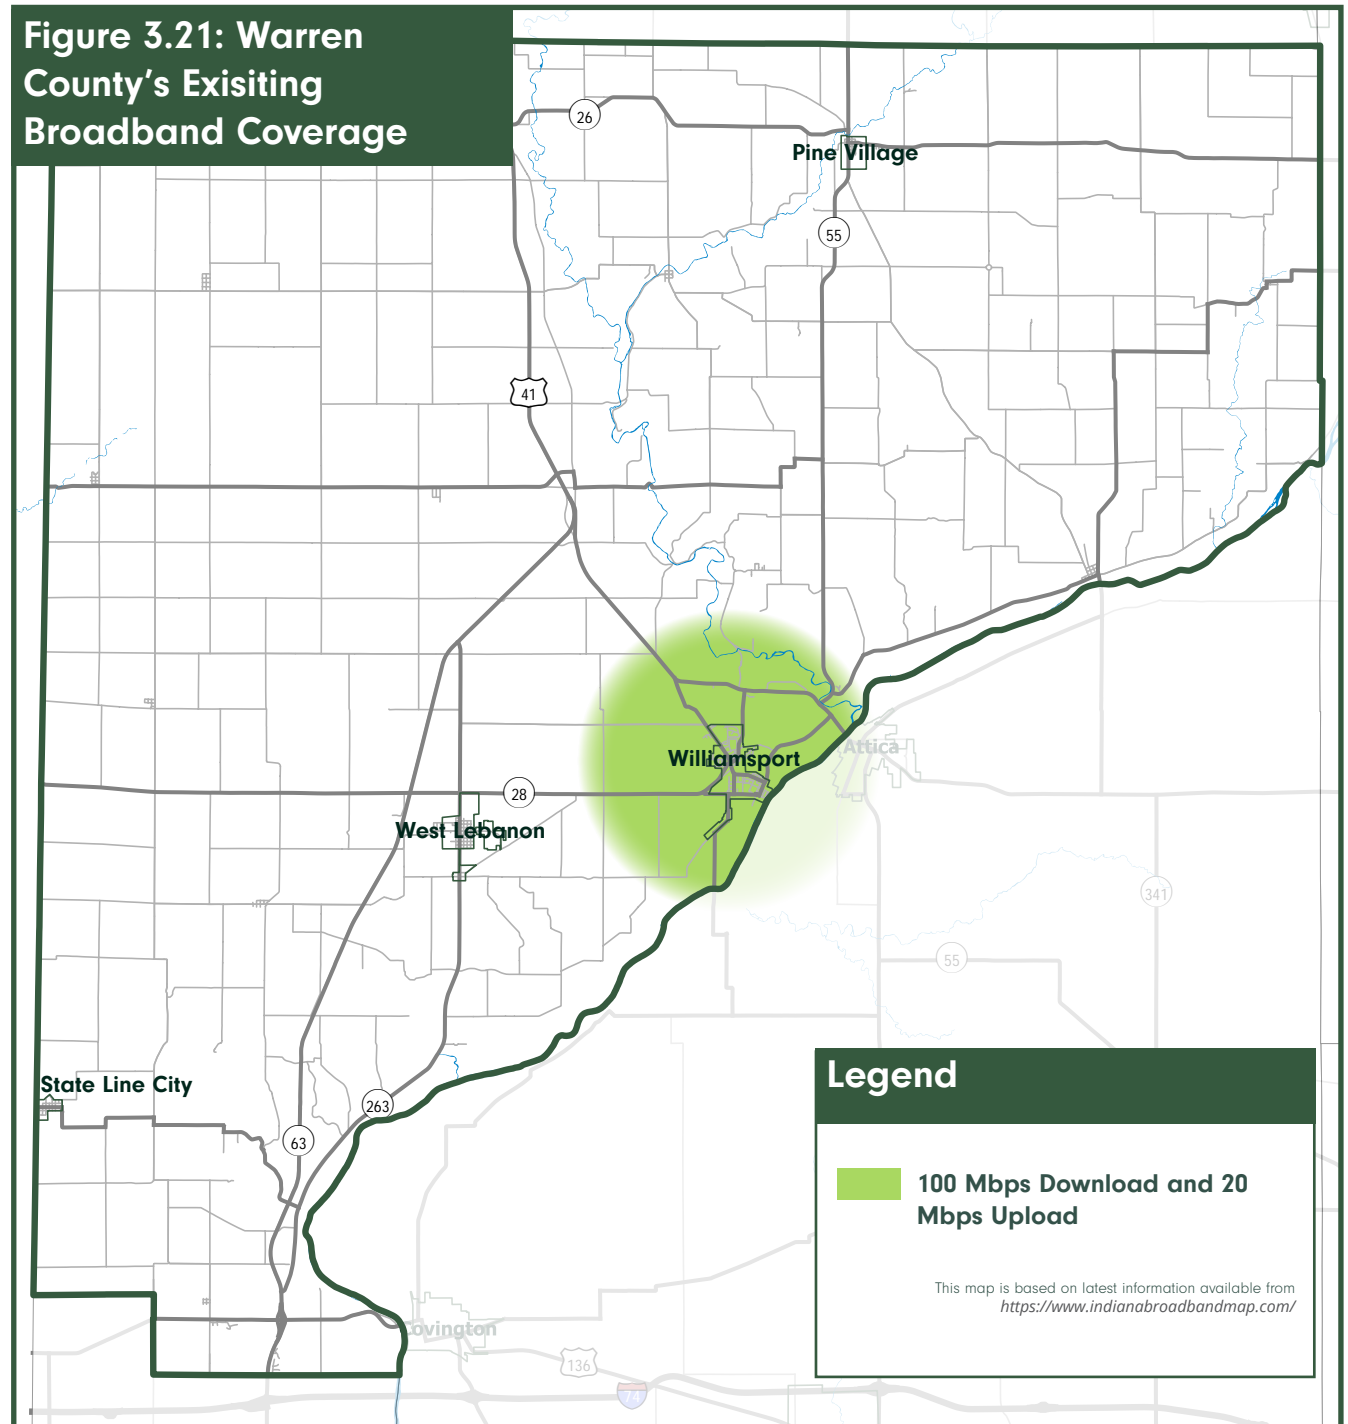 Figure 3.21: Warren
County's Exisiting
Broadband Coverage
26
Pine Village
55
41
Williamsport
Attica
28
West Lebanon
341
55
State Line City
263
63
Legend
100 Mbps Download and 20
Mbps Upload
This map is based on latest information available from
https://www.indianabroadbandmap.com/
Covington
136
74